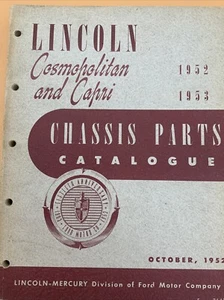 LINCOLN
Cosmopolitan 1952
and Capri 1953
CHASSIS PARTS
CATALOGUE
OCTOBER, 1952
LINCOLN-MERCURY Division of Ford Motor Company